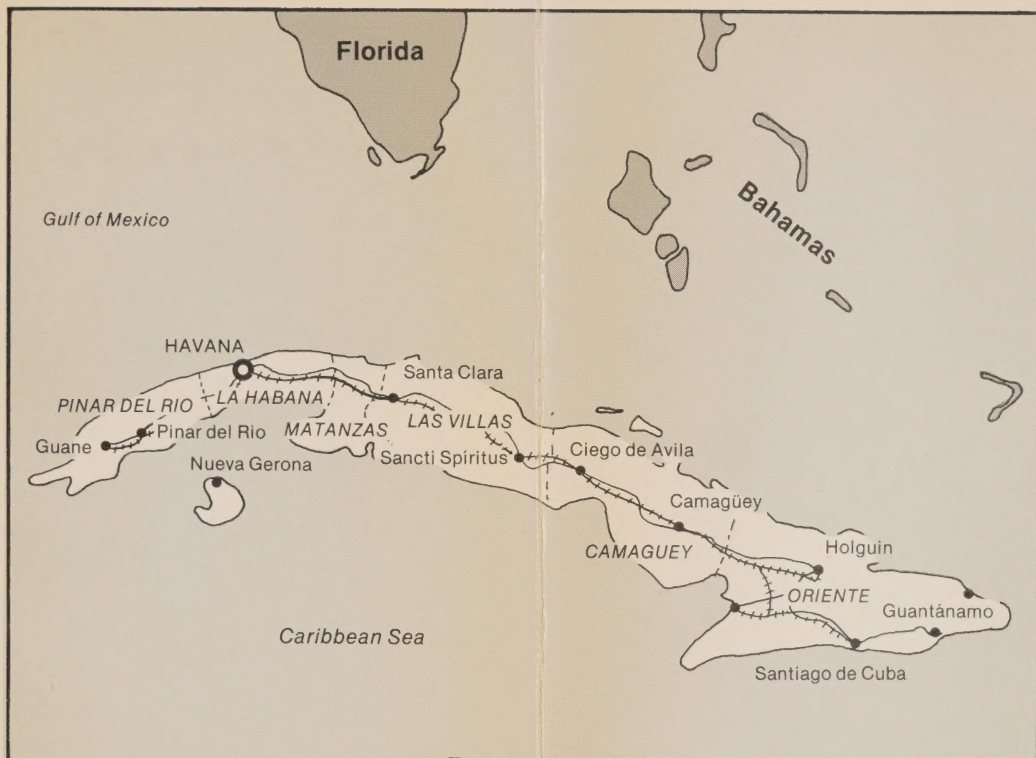 Florida
Bahamas
Gulf of Mexico
HAVANA
Santa Clara
PINAR DEL RIO
LA HABANA
MATANZAS
LAS VILLAS
Guane
Pinar del Rio
Sancti Spíritus
Ciego de Avila
Nueva Gerona
Camagüey
CAMAGUEY
Holguin
ORIENTE
Guantánamo
Caribbean Sea
Santiago de Cuba